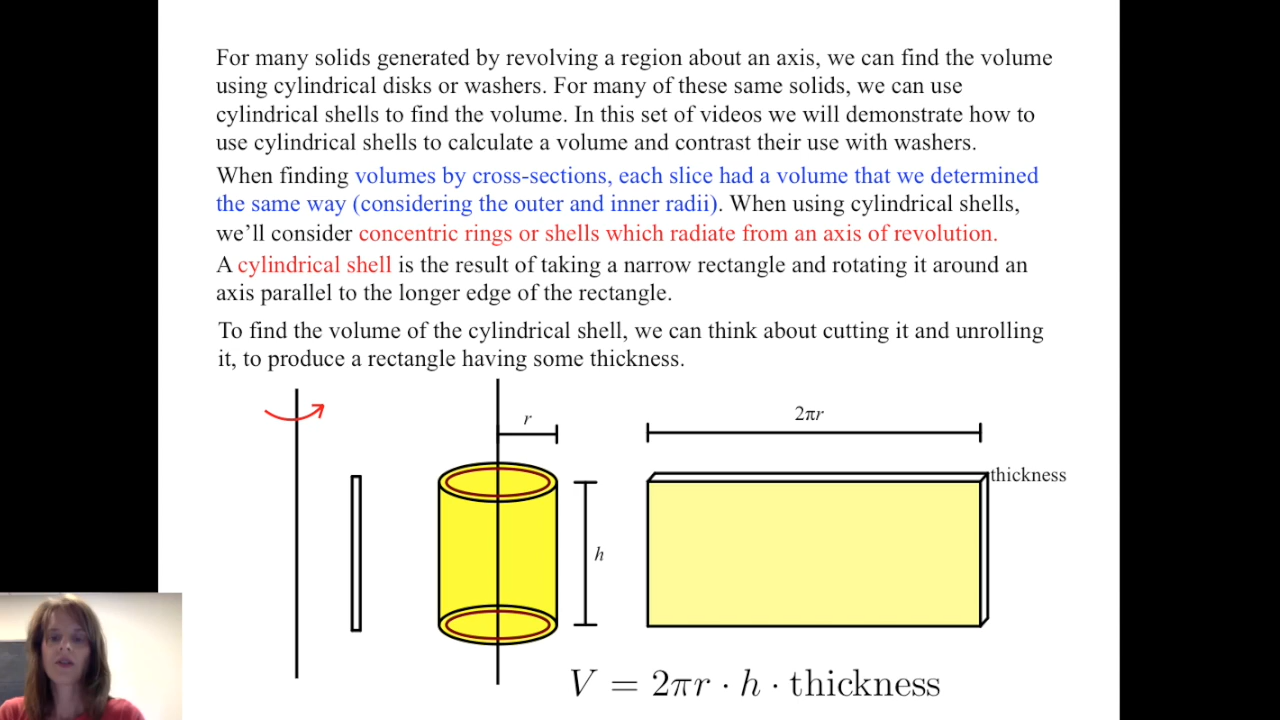 For many solids generated by revolving a region about an axis, we can find the volume
using cylindrical disks or washers. For many of these same solids, we can use
cylindrical shells to find the volume. In this set of videos we will demonstrate how to
use cylindrical shells to calculate a volume and contrast their use with washers.
When finding volumes by cross-sections, each slice had a volume that we determined
the same way (considering the outer and inner radii). When using cylindrical shells,
we’ll consider concentric rings or shells which radiate from an axis of revolution.
A cylindrical shell is the result of taking a narrow rectangle and rotating it around an
axis parallel to the longer edge of the rectangle.
To find the volume of the cylindrical shell, we can think about cutting it and unrolling
it, to produce a rectangle having some thickness.
r
2πr
thickness
h
V = 2πr · h · thickness